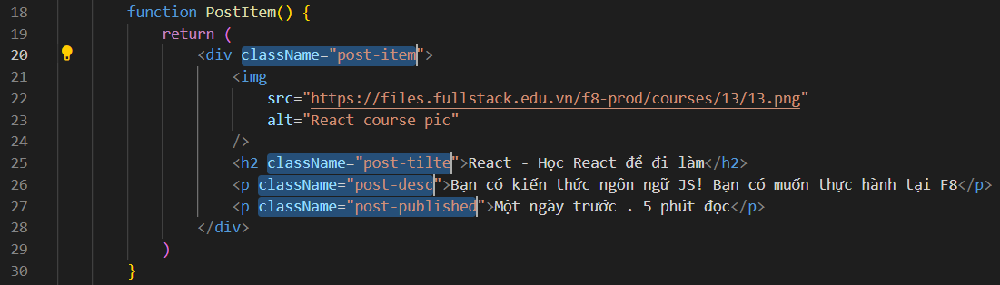 18 function PostItem() {
19 return (
20 <div className="post-item">
21 <img
22 src="https://files.fullstack.edu.vn/f8-prod/courses/13/13.png"
23 alt="React course pic"
24 />
25 <h2 className="post-tilte">React - Học React để đi làm</h2>
26 <p className="post-desc">Bạn có kiến thức ngôn ngữ JS! Bạn có muốn thực hành tại F8</p>
27 <p className="post-published">Một ngày trước . 5 phút đọc</p>
28 </div>
29 )
30 }